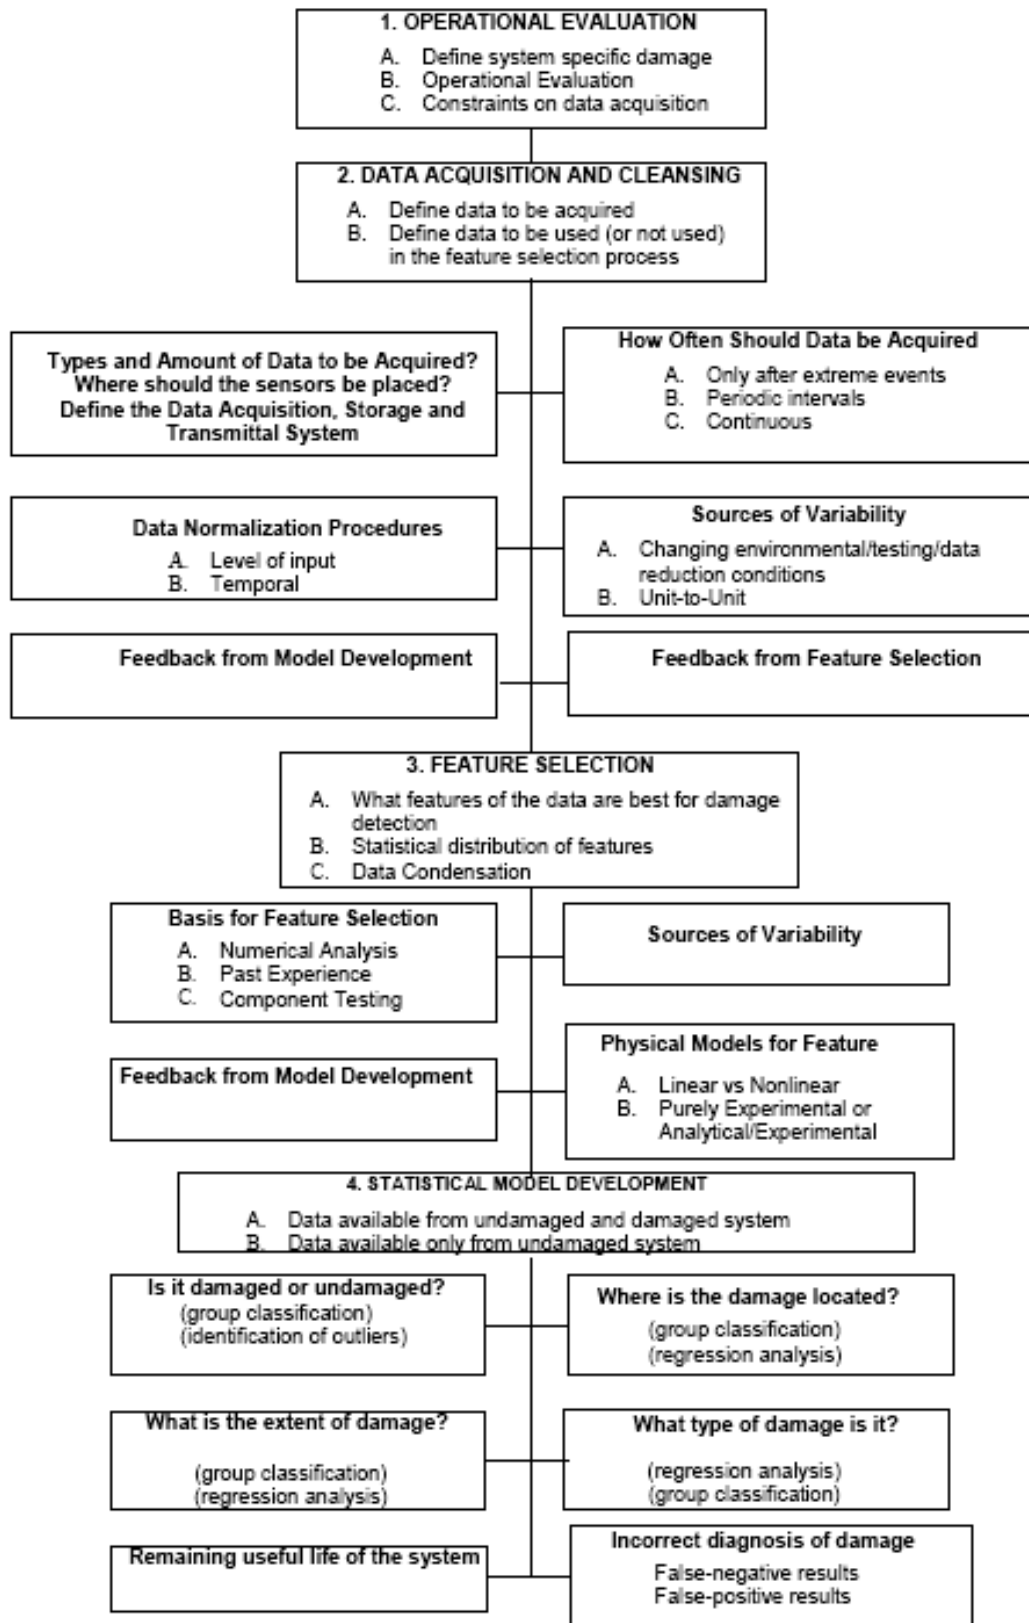 1. OPERATIONAL EVALUATION
A. Define system specific damage
B. Operational Evaluation
C. Constraints on data acquisition
2. DATA ACQUISITION AND CLEANSING
A. Define data to be acquired
B. Define data to be used (or not used)
in the feature selection process
Types and Amount of Data to be Acquired?
Where should the sensors be placed?
Define the Data Acquisition, Storage and
Transmittal System
How Often Should Data be Acquired
A. Only after extreme events
B. Periodic intervals
C. Continuous
Data Normalization Procedures
A. Level of input
B. Temporal
Sources of Variability
A. Changing environmental/testing/data
reduction conditions
B. Unit-to-Unit
Feedback from Model Development
Feedback from Feature Selection
3. FEATURE SELECTION
A. What features of the data are best for damage
detection
B. Statistical distribution of features
C. Data Condensation
Basis for Feature Selection
A. Numerical Analysis
B. Past Experience
C. Component Testing
Sources of Variability
Feedback from Model Development
Physical Models for Feature
A. Linear vs Nonlinear
B. Purely Experimental or
Analytical/Experimental
4. STATISTICAL MODEL DEVELOPMENT
A. Data available from undamaged and damaged system
B. Data available only from undamaged system
Is it damaged or undamaged?
(group classification)
(identification of outliers)
Where is the damage located?
(group classification)
(regression analysis)
What is the extent of damage?
(group classification)
(regression analysis)
What type of damage is it?
(regression analysis)
(group classification)
Remaining useful life of the system
Incorrect diagnosis of damage
False-negative results
False-positive results